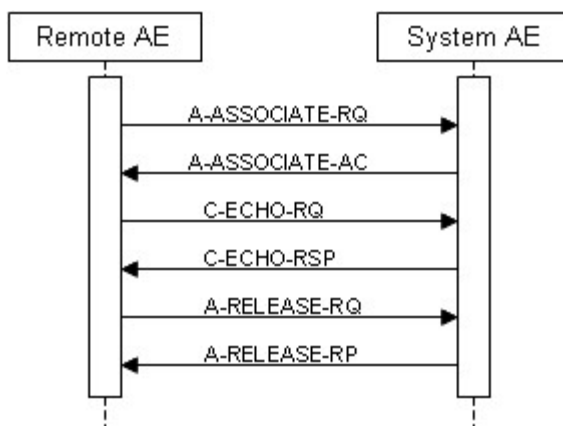 Remote AE
System AE
A-ASSOCIATE-RQ
A-ASSOCIATE-AC
C-ECHO-RQ
C-ECHO-RSP
A-RELEASE-RQ
A-RELEASE-RP